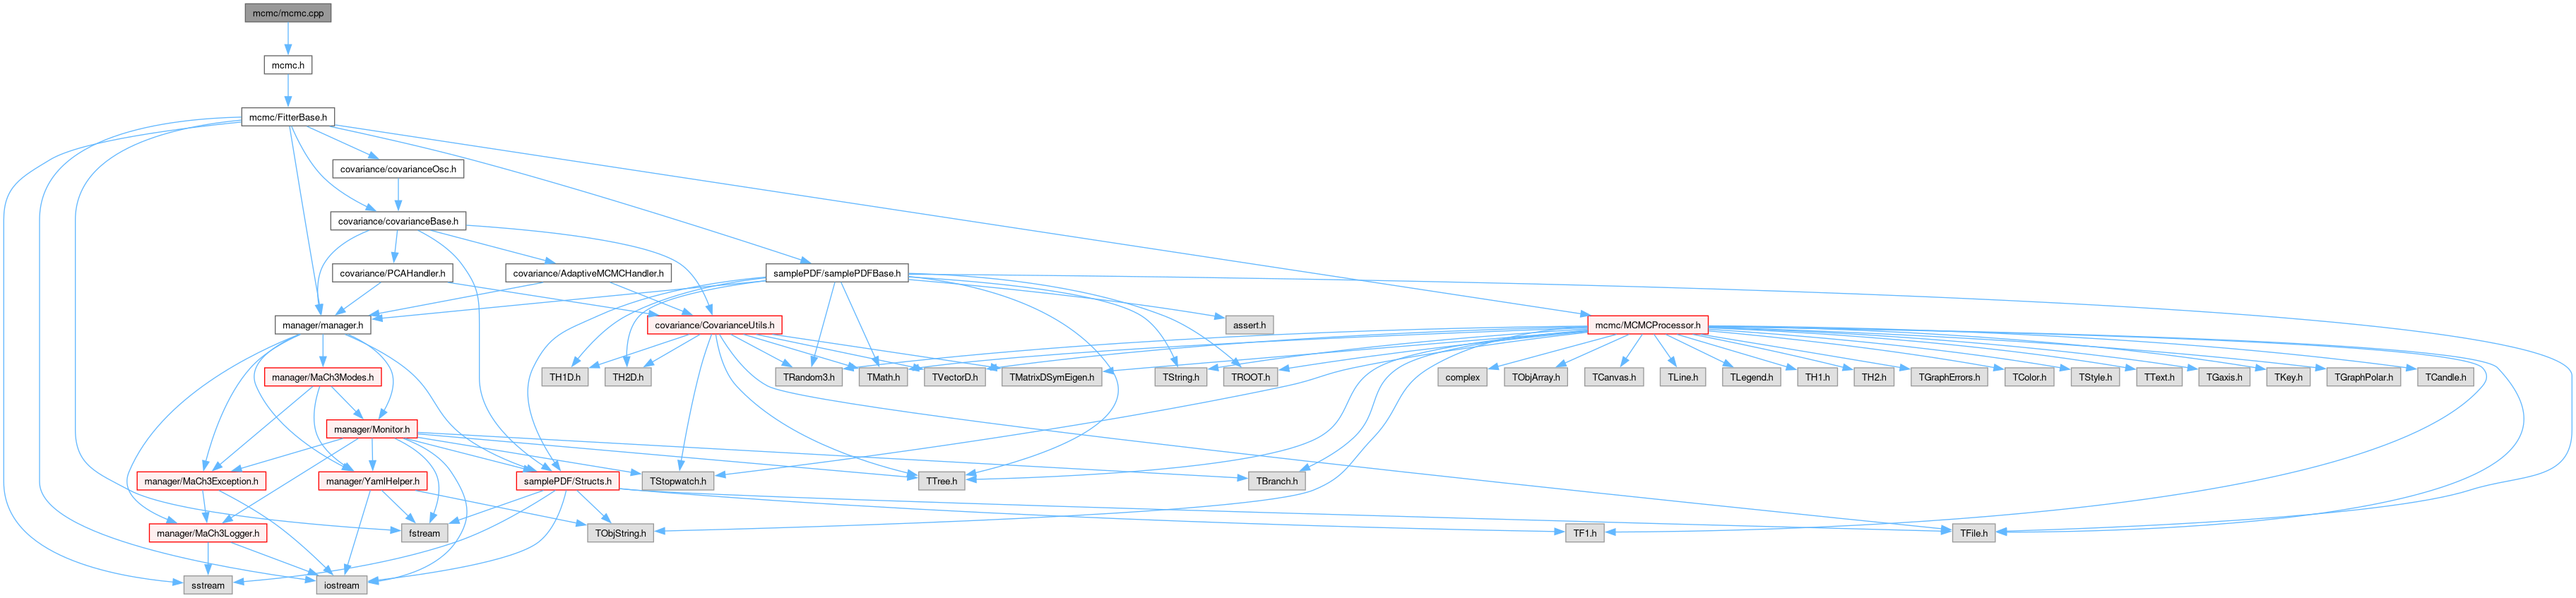 mcmc/mcmc.cpp
mcmc.h
mcmc/FitterBase.h
covariance/covarianceOsc.h
covariance/covarianceBase.h
covariance/PCAHandler.h
covariance/AdaptiveMCMCHandler.h
samplePDF/samplePDFBase.h
manager/manager.h
covariance/CovarianceUtils.h
assert.h
mcmc/MCMCProcessor.h
manager/MaCh3Modes.h
TH1D.h
TH2D.h
TRandom3.h
TMath.h
TVectorD.h
TMatrixDSymEigen.h
TString.h
TROOT.h
complex
TObjArray.h
TCanvas.h
TLine.h
TLegend.h
TH1.h
TH2.h
TGraphErrors.h
TColor.h
TStyle.h
TText.h
TGaxis.h
TKey.h
TGraphPolar.h
TCandle.h
manager/Monitor.h
manager/MaCh3Exception.h
manager/YamlHelper.h
samplePDF/Structs.h
TStopwatch.h
TTree.h
TBranch.h
manager/MaCh3Logger.h
fstream
TObjString.h
TF1.h
TFile.h
sstream
iostream